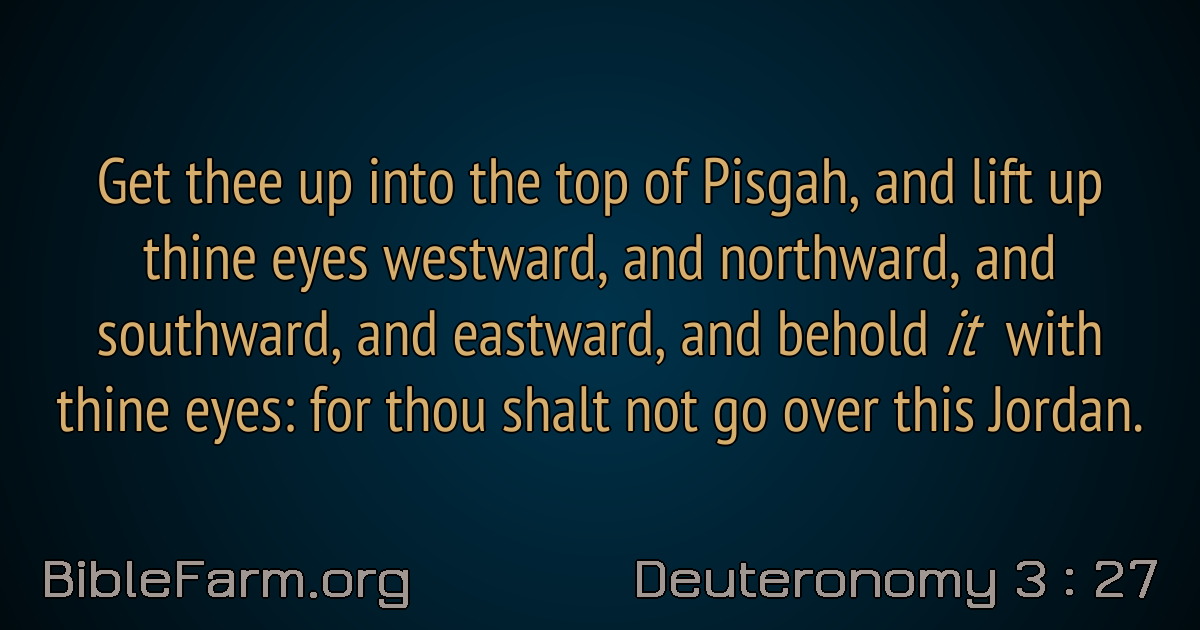 Get thee up into the top of Pisgah, and lift up
thine eyes westward, and northward, and
southward, and eastward, and behold it with
thine eyes: for thou shalt not go over this Jordan.
BibleFarm.org
Deuteronomy 3 : 27